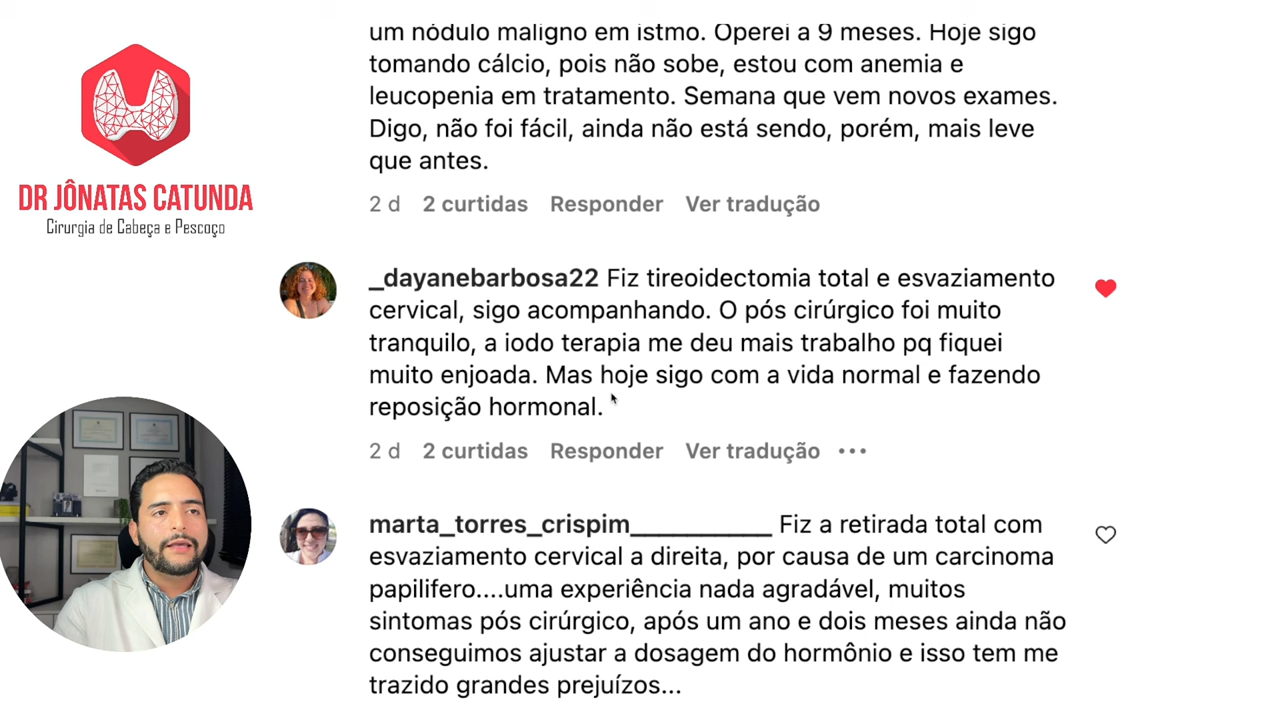 um nódulo maligno em istmo. Operei a 9 meses. Hoje sigo
tomando cálcio, pois não sobe, estou com anemia e
leucopenia em tratamento. Semana que vem novos exames.
Digo, não foi fácil, ainda não está sendo, porém, mais leve
que antes.
2 d 2 curtidas Responder Ver tradução
DR JÔNATAS CATUNDA
Cirurgia de Cabeça e Pescoço
_dayanebarbosa22 Fiz tireoidectomia total e esvaziamento
cervical, sigo acompanhando. O pós cirúrgico foi muito
tranquilo, a iodo terapia me deu mais trabalho pq fiquei
muito enjoada. Mas hoje sigo com a vida normal e fazendo
reposição hormonal.
2 d 2 curtidas Responder Ver tradução
marta_torres_crispim___________ Fiz a retirada total com
esvaziamento cervical a direita, por causa de um carcinoma
papilifero....uma experiência nada agradável, muitos
sintomas pós cirúrgico, após um ano e dois meses ainda não
conseguimos ajustar a dosagem do hormônio e isso tem me
trazido grandes prejuízos...